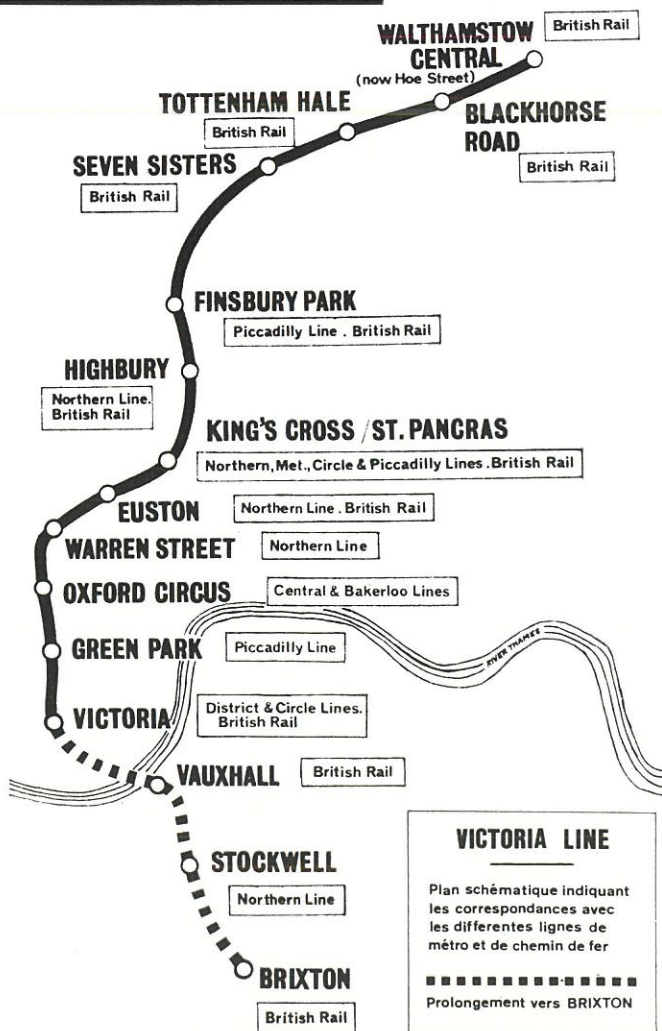 WALTHAMSTOW
CENTRAL
(now Hoe Street)
British Rail
BLACKHORSE
ROAD
British Rail
TOTTENHAM HALE
British Rail
SEVEN SISTERS
British Rail
FINSBURY PARK
Piccadilly Line . British Rail
HIGHBURY
Northern Line.
British Rail
KING'S CROSS / ST. PANCRAS
Northern, Met., Circle & Piccadilly Lines . British Rail
EUSTON
Northern Line . British Rail
WARREN STREET
Northern Line
OXFORD CIRCUS
Central & Bakerloo Lines
GREEN PARK
Piccadilly Line
RIVER THAMES
VICTORIA
District & Circle Lines.
British Rail
VAUXHALL
British Rail
STOCKWELL
Northern Line
BRIXTON
British Rail
VICTORIA LINE
Plan schématique indiquant
les correspondances avec
les differentes lignes de
métro et de chemin de fer
Prolongement vers BRIXTON